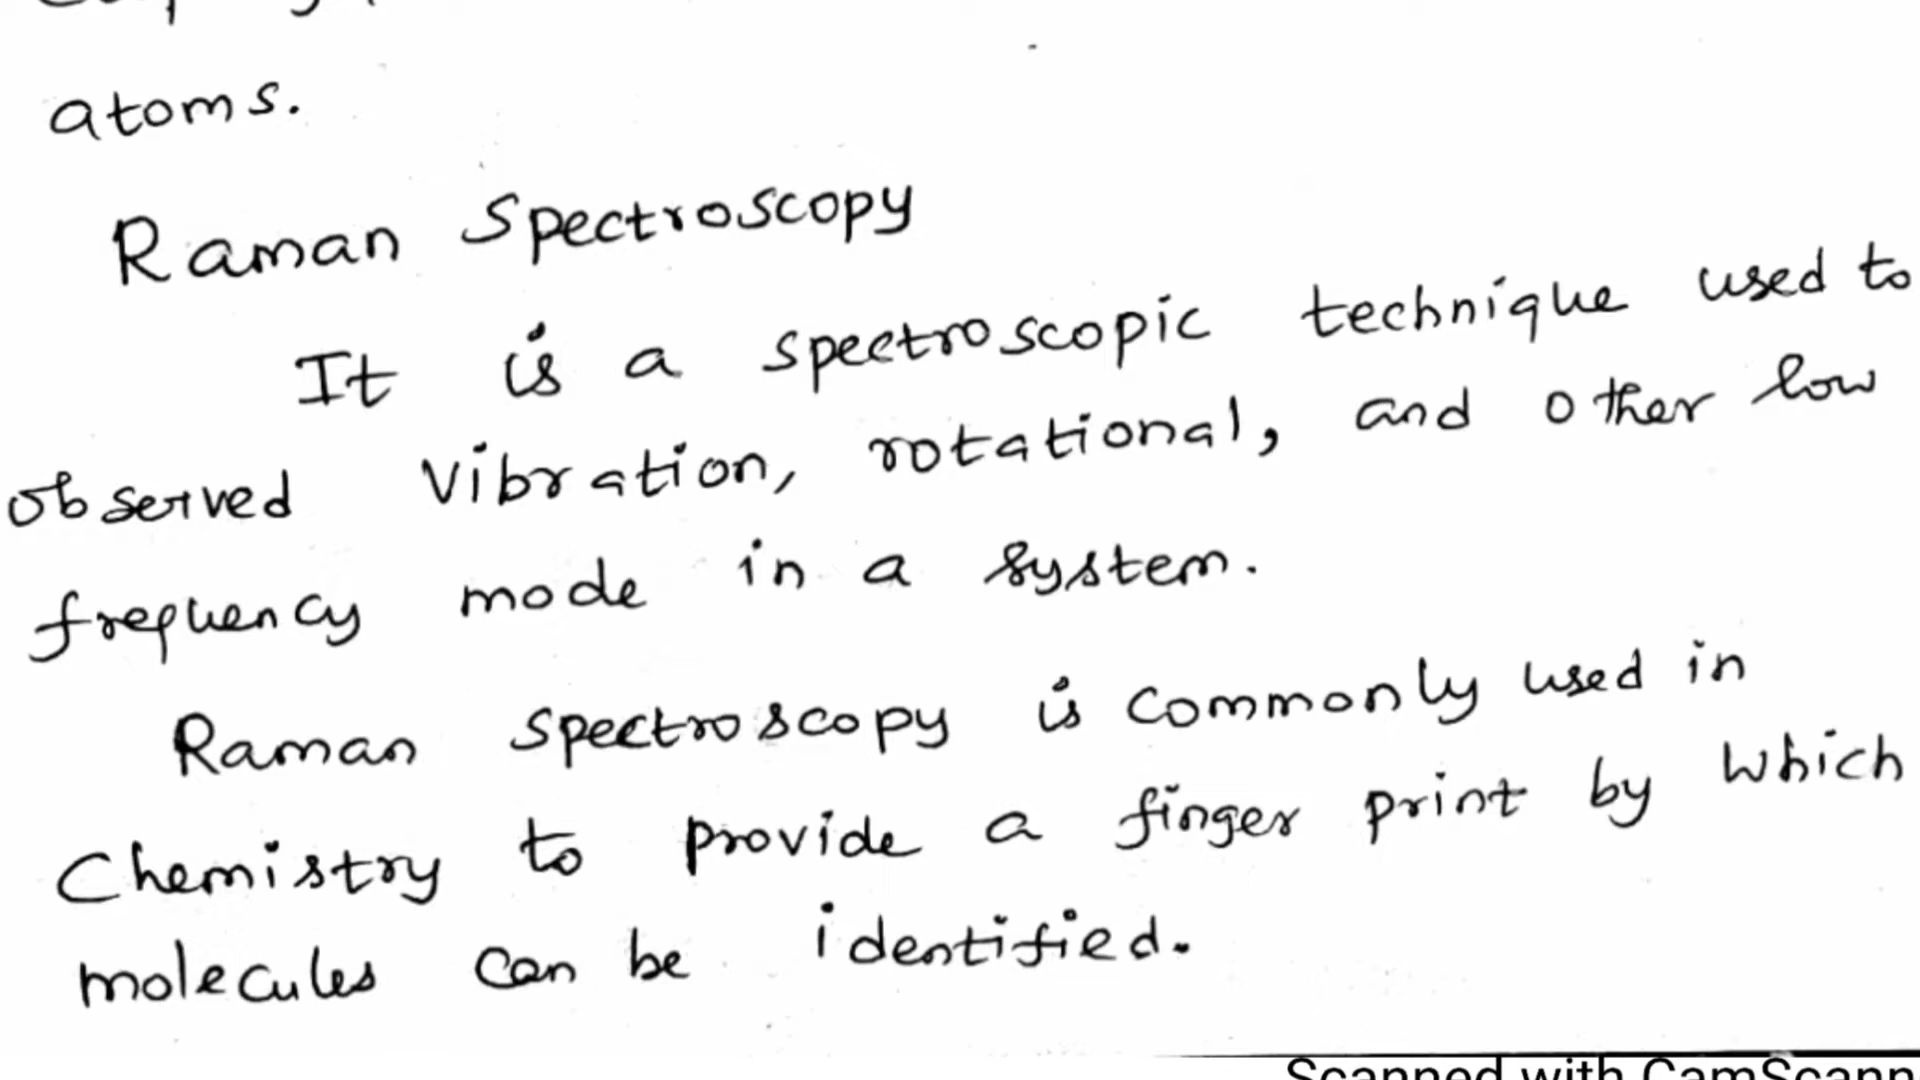 atoms.
Raman Spectroscopy
It is a spectroscopic technique used to
observed vibration, rotational, and other low
frequency mode in a system.
Raman spectroscopy is commonly used in
Chemistry to provide a finger print by which
molecules can be identified.
Scanned with CamScann